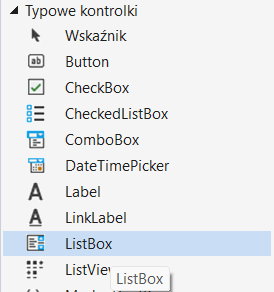 Typowe kontrolki
Wskaźnik
Button
CheckBox
CheckedListBox
ComboBox
DateTimePicker
Label
LinkLabel
ListBox
ListView
ListBox